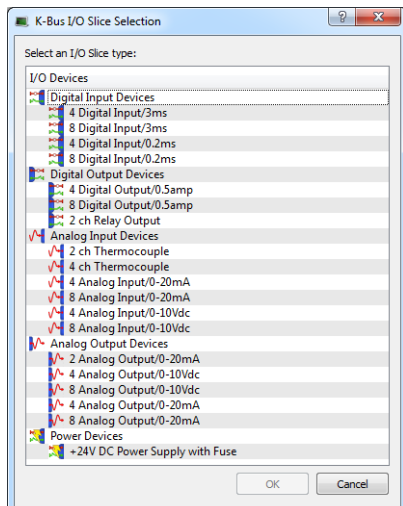 K-Bus I/O Slice Selection
Select an I/O Slice type:
I/O Devices
Digital Input Devices
4 Digital Input/3ms
8 Digital Input/3ms
4 Digital Input/0.2ms
8 Digital Input/0.2ms
Digital Output Devices
4 Digital Output/0.5amp
8 Digital Output/0.5amp
2 ch Relay Output
Analog Input Devices
2 ch Thermocouple
4 ch Thermocouple
4 Analog Input/0-20mA
8 Analog Input/0-20mA
4 Analog Input/0-10Vdc
8 Analog Input/0-10Vdc
Analog Output Devices
2 Analog Output/0-20mA
4 Analog Output/0-10Vdc
8 Analog Output/0-10Vdc
4 Analog Output/0-20mA
8 Analog Output/0-20mA
Power Devices
+24V DC Power Supply with Fuse
OK Cancel